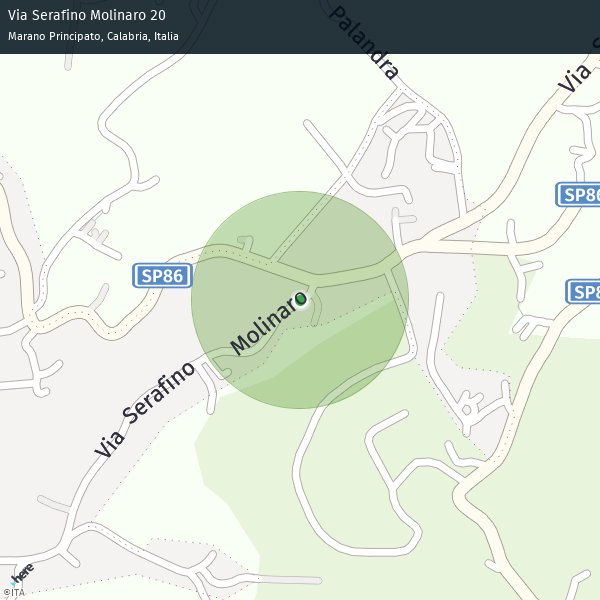 Via Serafino Molinaro 20
Marano Principato, Calabria, Italia
Palandra
Via
SP86
SP86
SP8
Molinaro
Via Serafino
here
©ITA